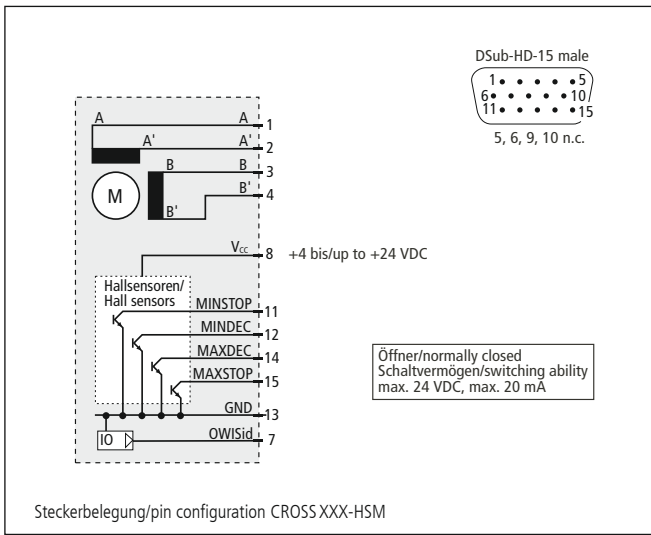 DSub-HD-15 male
1 5
6 10
11 15
5, 6, 9, 10 n.c.
A A 1
A' A' 2
B B 3
M
B' 4
B'
V_CC 8 +4 bis/up to +24 VDC
Hallsensoren/
Hall sensors
MINSTOP 11
MINDEC 12
MAXDEC 14
MAXSTOP 15
GND 13
IO OWISid 7
Öffner/normally closed
Schaltvermögen/switching ability
max. 24 VDC, max. 20 mA
Steckerbelegung/pin configuration CROSS XXX-HSM